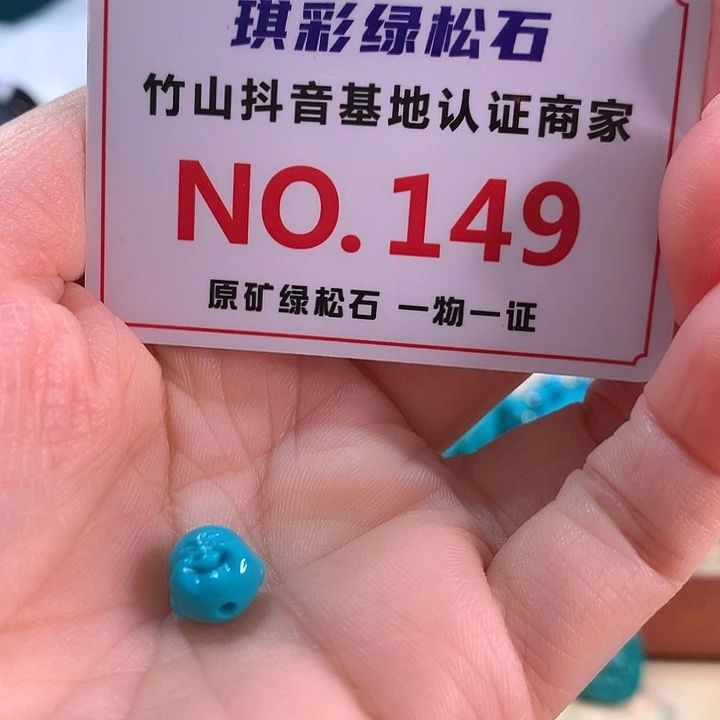 琪彩绿松石
竹山抖音基地认证商家
NO.149
原矿绿松石 一物一证